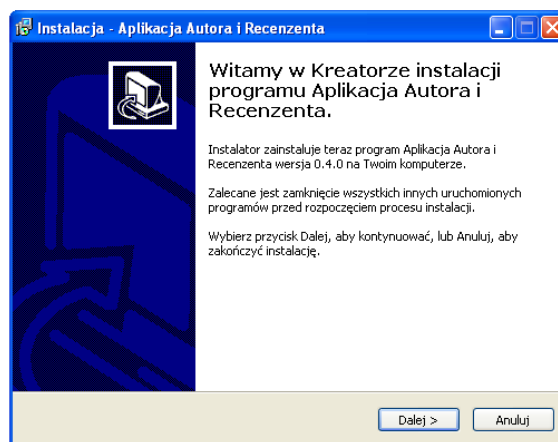 Instalacja - Aplikacja Autora i Recenzenta
Witamy w Kreatorze instalacji
programu Aplikacja Autora i
Recenzenta.
Instalator zainstaluje teraz program Aplikacja Autora i
Recenzenta wersja 0.4.0 na Twoim komputerze.
Zalecane jest zamknięcie wszystkich innych uruchomionych
programów przed rozpoczęciem procesu instalacji.
Wybierz przycisk Dalej, aby kontynuować, lub Anuluj, aby
zakończyć instalację.
Dalej > Anuluj